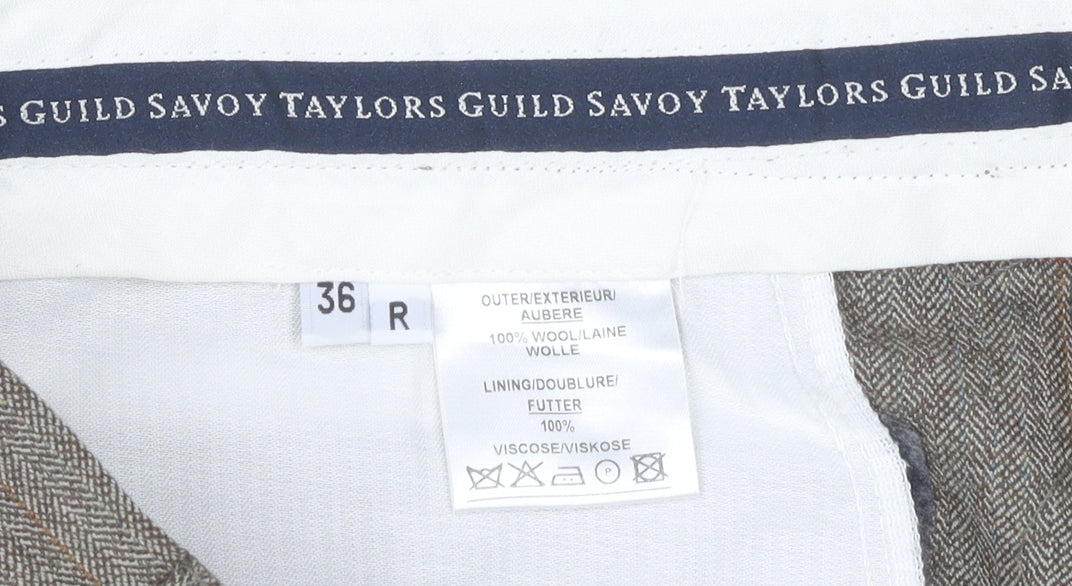 S GUILD SAVOY TAYLORS GUILD SAVOY TAYLORS GUILD SA
36
R
OUTER/EXTERIEUR/
AUBERE
100% WOOL/LAINE
WOLLE
LINING/DOUBLURE/
FUTTER
100%
VISCOSE/VISKOSE
P